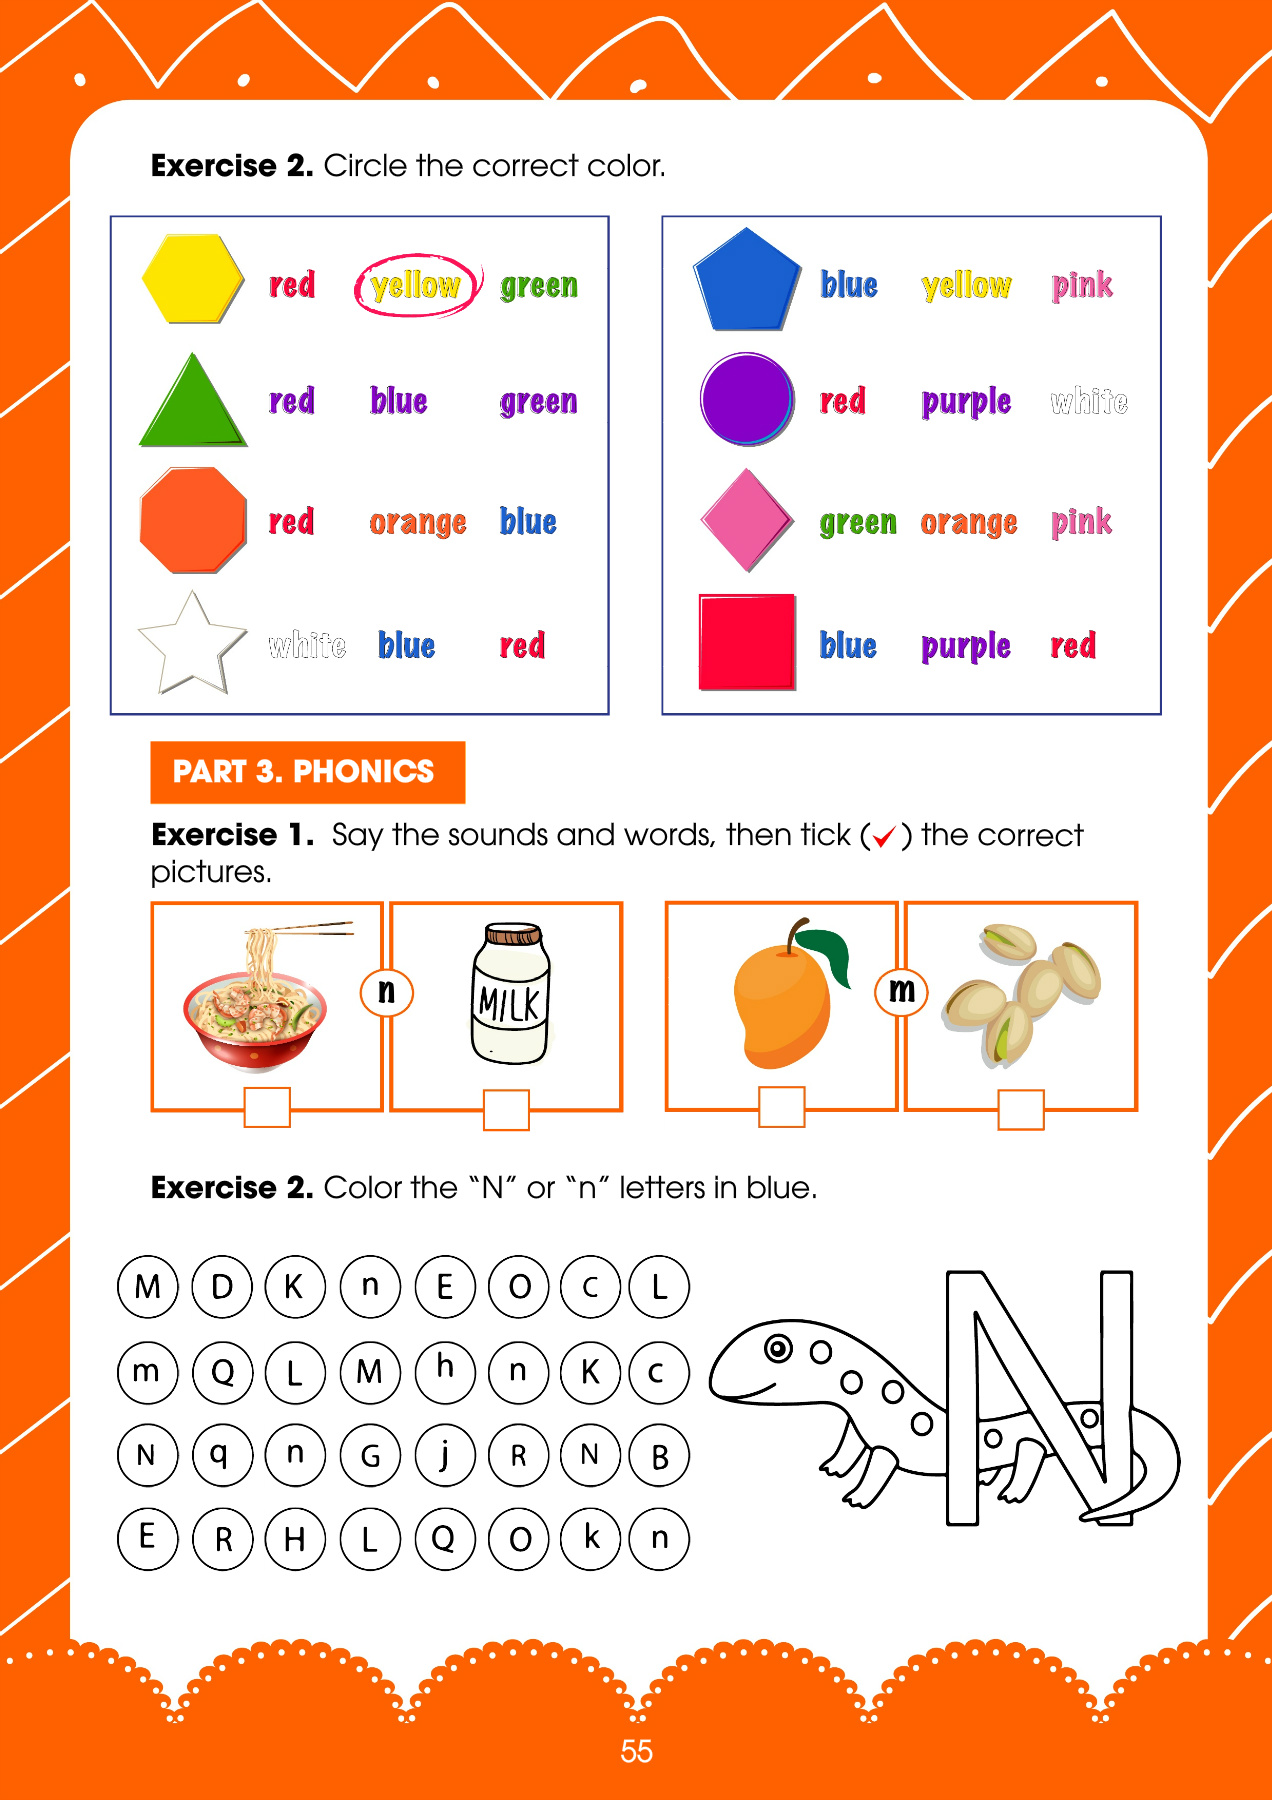 Exercise 2. Circle the correct color.
red yellow green
red blue green
red orange blue
white blue red
blue yellow pink
red purple white
green orange pink
blue purple red
PART 3. PHONICS
Exercise 1. Say the sounds and words, then tick (✓) the correct
pictures.
n
MILK
m
Exercise 2. Color the “N” or “n” letters in blue.
M D K n E O c L
m Q L M h n K c
N q n G j R N B
E R H L Q O k n
N
55